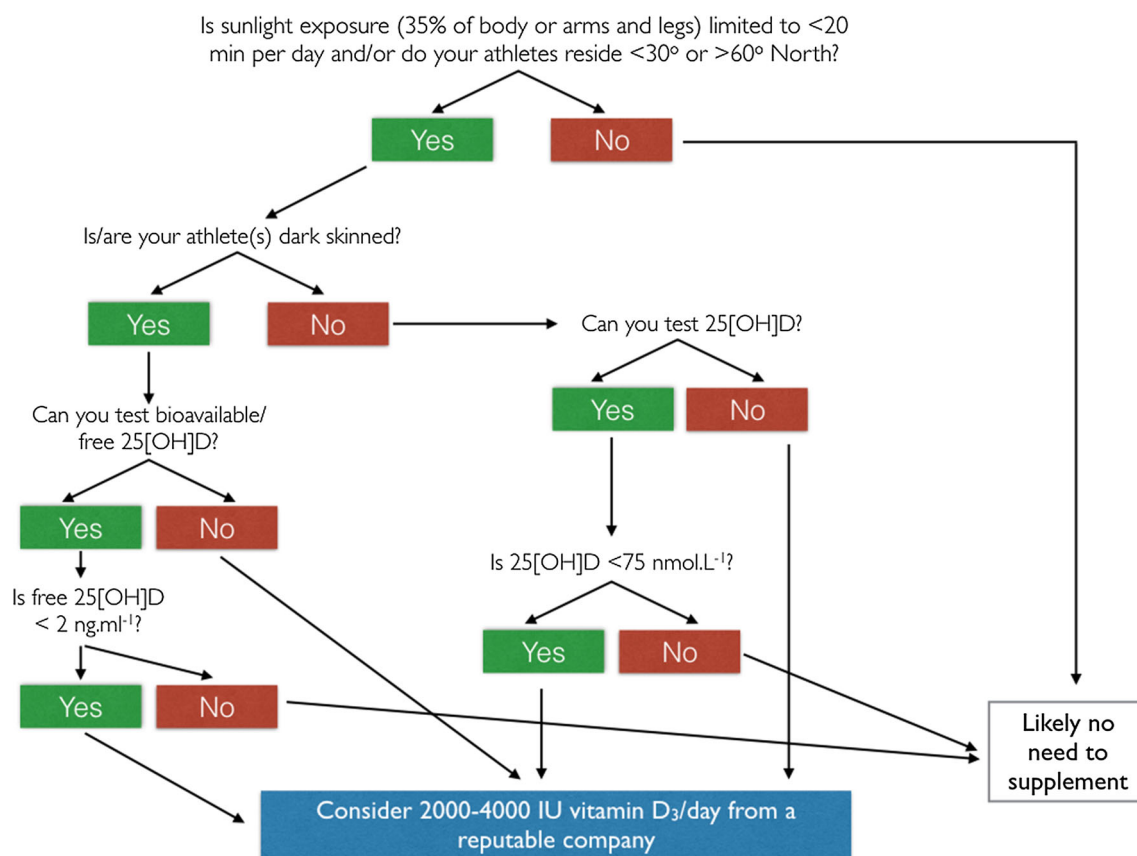 Is sunlight exposure (35% of body or arms and legs) limited to <20
min per day and/or do your athletes reside <30° or >60° North?
Yes
No
Is/are your athlete(s) dark skinned?
Yes
No
Can you test 25[OH]D?
Yes
No
Can you test bioavailable/
free 25[OH]D?
Yes
No
Is 25[OH]D <75 nmol.L⁻¹?
Is free 25[OH]D
< 2 ng.ml⁻¹?
Yes
No
Yes
No
Likely no
need to
supplement
Consider 2000-4000 IU vitamin D₃/day from a
reputable company